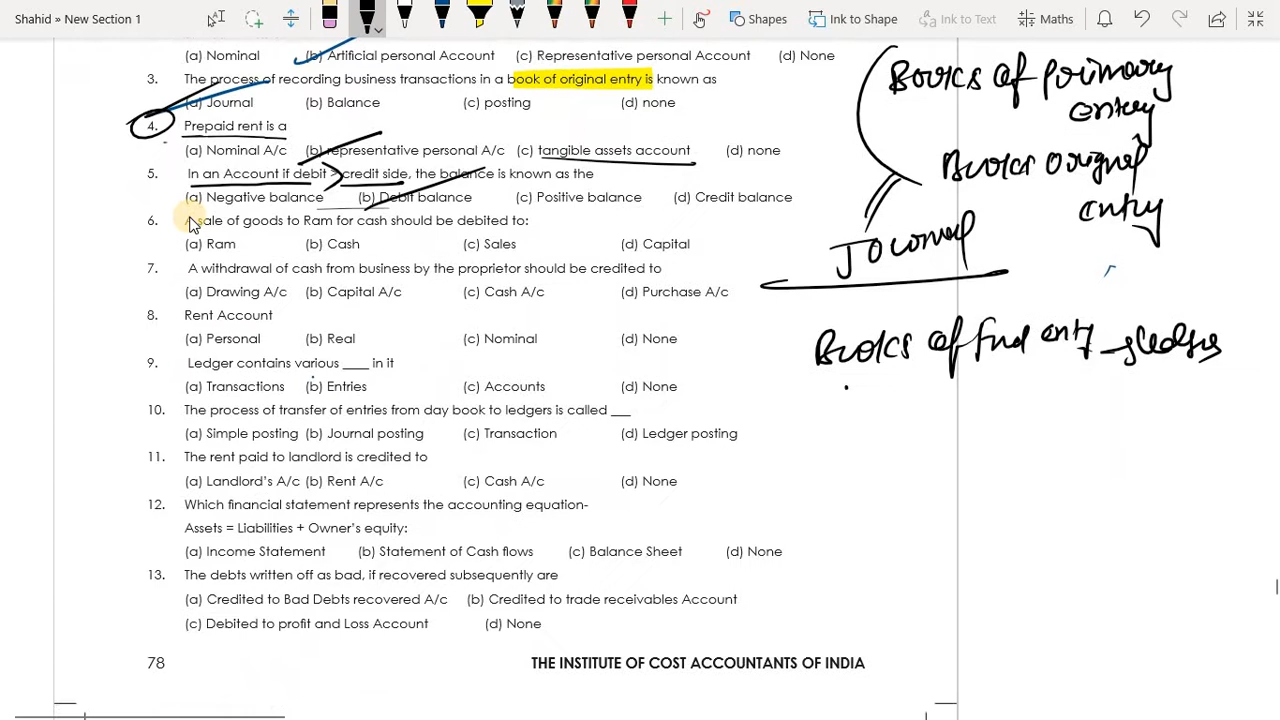 Shahid » New Section 1
Shapes
Ink to Shape
Ink to Text
Maths
(a) Nominal (b) Artificial personal Account (c) Representative personal Account (d) None
3. The process of recording business transactions in a book of original entry is known as
(a) Journal (b) Balance (c) posting (d) none
4. Prepaid rent is a
(a) Nominal A/c (b) representative personal A/c (c) tangible assets account (d) none
5. In an Account if debit > credit side, the balance is known as the
(a) Negative balance (b) Debit balance (c) Positive balance (d) Credit balance
6. A sale of goods to Ram for cash should be debited to:
(a) Ram (b) Cash (c) Sales (d) Capital
7. A withdrawal of cash from business by the proprietor should be credited to
(a) Drawing A/c (b) Capital A/c (c) Cash A/c (d) Purchase A/c
8. Rent Account
(a) Personal (b) Real (c) Nominal (d) None
9. Ledger contains various ____ in it
(a) Transactions (b) Entries (c) Accounts (d) None
10. The process of transfer of entries from day book to ledgers is called ___
(a) Simple posting (b) Journal posting (c) Transaction (d) Ledger posting
11. The rent paid to landlord is credited to
(a) Landlord's A/c (b) Rent A/c (c) Cash A/c (d) None
12. Which financial statement represents the accounting equation-
Assets = Liabilities + Owner's equity:
(a) Income Statement (b) Statement of Cash flows (c) Balance Sheet (d) None
13. The debts written off as bad, if recovered subsequently are
(a) Credited to Bad Debts recovered A/c (b) Credited to trade receivables Account
(c) Debited to profit and Loss Account (d) None
78 THE INSTITUTE OF COST ACCOUNTANTS OF INDIA
Books of primary
entry
Books original
entry
Journal
Books of entry